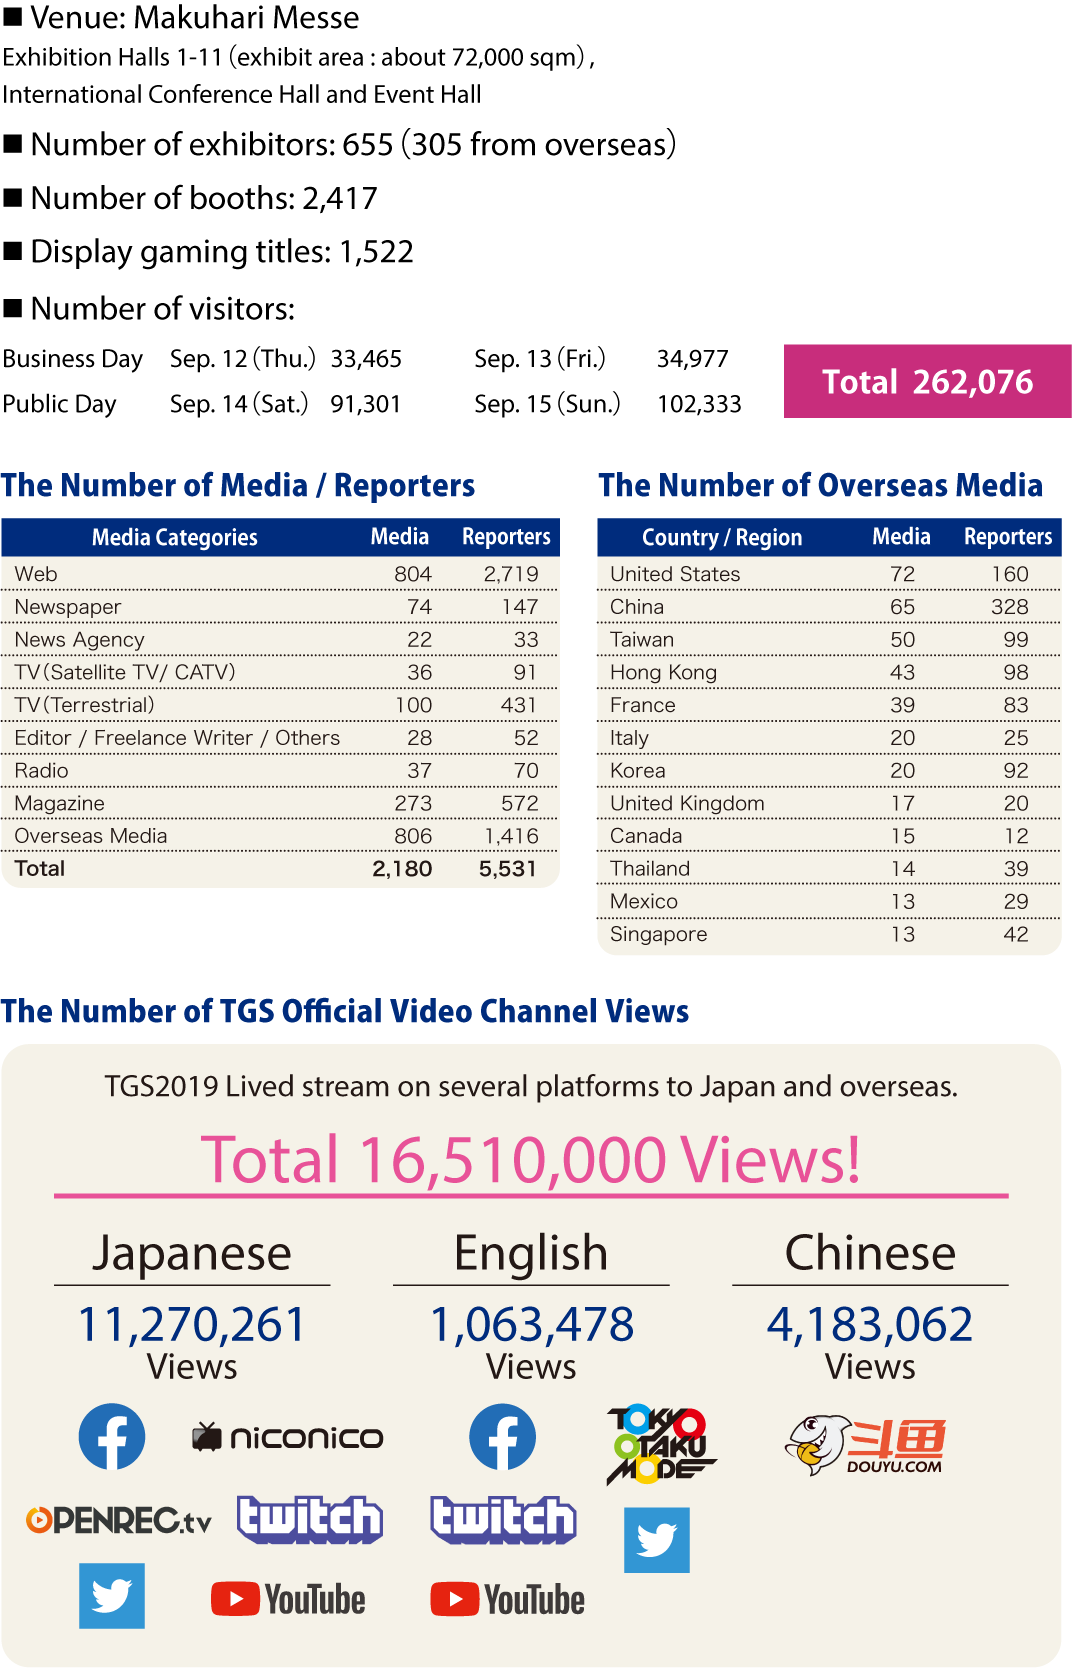 ■ Venue: Makuhari Messe
Exhibition Halls 1-11 (exhibit area : about 72,000 sqm) ,
International Conference Hall and Event Hall
■ Number of exhibitors: 655 (305 from overseas)
■ Number of booths: 2,417
■ Display gaming titles: 1,522
■ Number of visitors:
Business Day Sep. 12 (Thu.) 33,465 Sep. 13 (Fri.) 34,977
Public Day Sep. 14 (Sat.) 91,301 Sep. 15 (Sun.) 102,333
Total 262,076
The Number of Media / Reporters
Media Categories Media Reporters
Web 804 2,719
Newspaper 74 147
News Agency 22 33
TV(Satellite TV/ CATV) 36 91
TV(Terrestrial) 100 431
Editor / Freelance Writer / Others 28 52
Radio 37 70
Magazine 273 572
Overseas Media 806 1,416
Total 2,180 5,531
The Number of Overseas Media
Country / Region Media Reporters
United States 72 160
China 65 328
Taiwan 50 99
Hong Kong 43 98
France 39 83
Italy 20 25
Korea 20 92
United Kingdom 17 20
Canada 15 12
Thailand 14 39
Mexico 13 29
Singapore 13 42
The Number of TGS Official Video Channel Views
TGS2019 Lived stream on several platforms to Japan and overseas.
Total 16,510,000 Views!
Japanese
11,270,261
Views
niconico
OPENREC.tv
twitch
YouTube
English
1,063,478
Views
TOKYO
OTAKU
MODE
twitch
YouTube
Chinese
4,183,062
Views
斗鱼
DOUYU.COM